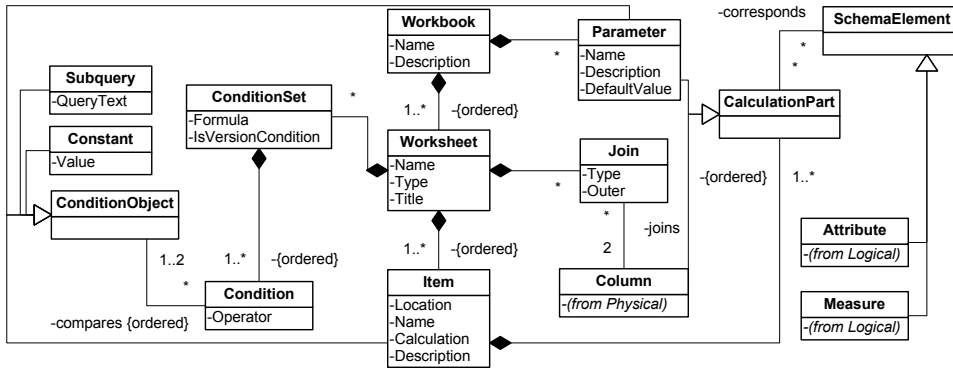 Workbook
-Name
-Description
*
Parameter
-Name
-Description
-DefaultValue
-corresponds
SchemaElement
*
*
Subquery
-QueryText
ConditionSet
-Formula
-IsVersionCondition
*
1..*
-{ordered}
CalculationPart
Constant
-Value
Worksheet
-Name
-Type
-Title
*
Join
-Type
-Outer
-{ordered}
1..*
ConditionObject
*
-joins
2
Attribute
-(from Logical)
1..2
*
1..*
-{ordered}
1..*
-{ordered}
Condition
-Operator
-compares {ordered}
Item
-Location
-Name
-Calculation
-Description
Column
-(from Physical)
Measure
-(from Logical)